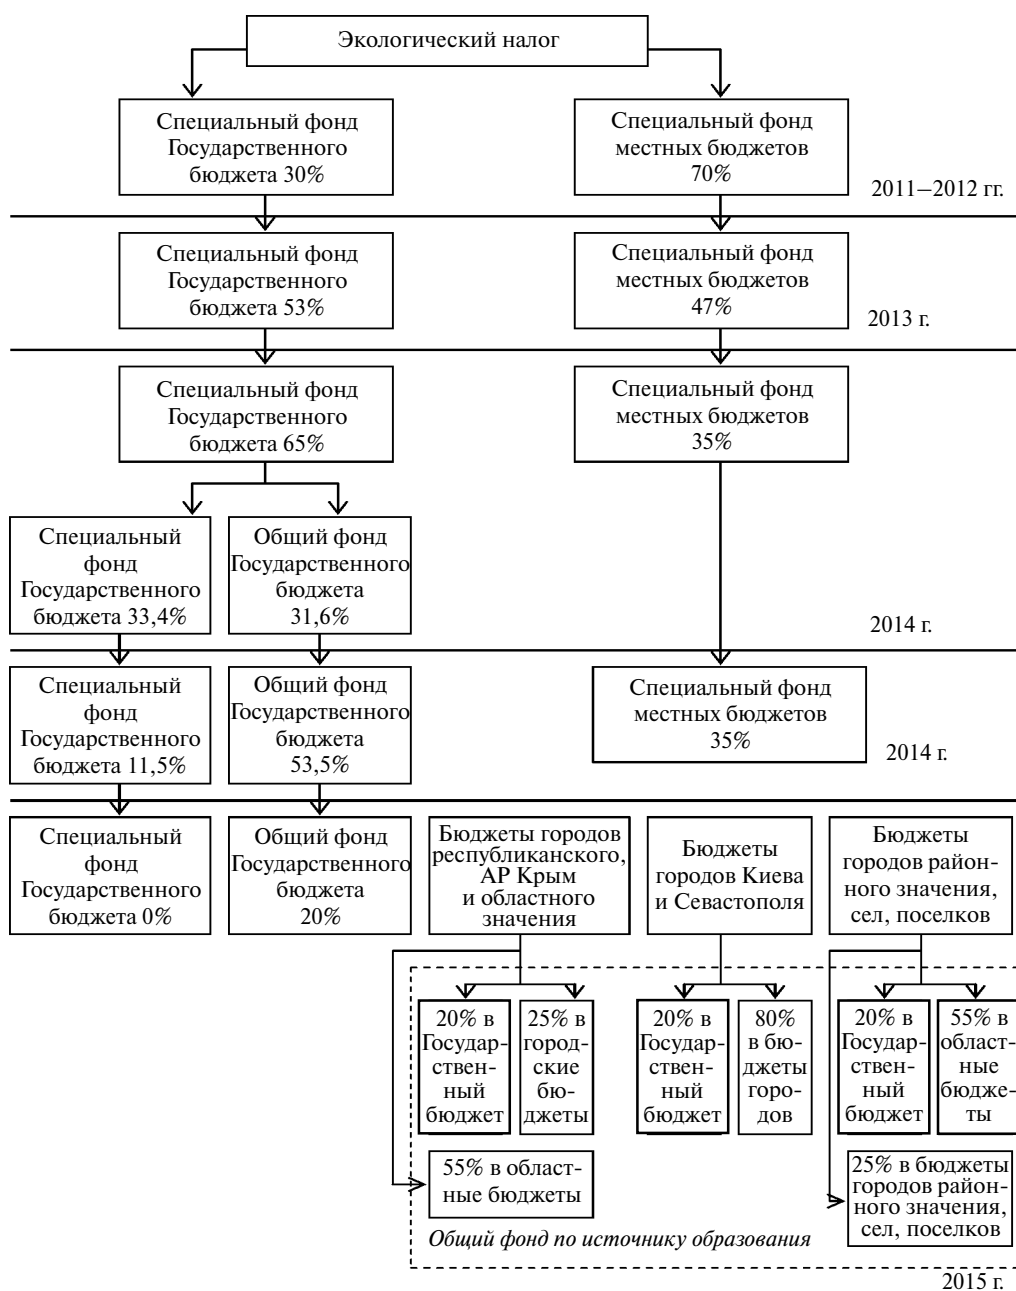 Экологический налог
Специальный фонд
Государственного
бюджета 30%
Специальный фонд
местных бюджетов
70%
2011–2012 гг.
Специальный фонд
Государственного
бюджета 53%
Специальный фонд
местных бюджетов
47%
2013 г.
Специальный фонд
Государственного
бюджета 65%
Специальный фонд
местных бюджетов
35%
Специальный
фонд
Государственного
бюджета 33,4%
Общий фонд
Государственного
бюджета
31,6%
2014 г.
Специальный
фонд
Государственного
бюджета 11,5%
Общий фонд
Государственного
бюджета
53,5%
Специальный фонд
местных бюджетов
35%
2014 г.
Специальный
фонд
Государственного
бюджета 0%
Общий фонд
Государственного
бюджета
20%
Бюджеты городов
республиканского,
АР Крым
и областного
значения
Бюджеты
городов Киева
и Севастополя
Бюджеты
городов район-
ного значения,
сел, поселков
20% в
Государ-
ствен-
ный
бюджет
25% в
город-
ские
бю-
джеты
20% в
Государ-
ствен-
ный
бюджет
80%
в бю-
джеты
горо-
дов
20% в
Государ-
ствен-
ный
бюджет
55% в
област-
ные
бюдже-
ты
55% в област-
ные бюджеты
25% в бюджеты
городов район-
ного значения,
сел, поселков
Общий фонд по источнику образования
2015 г.